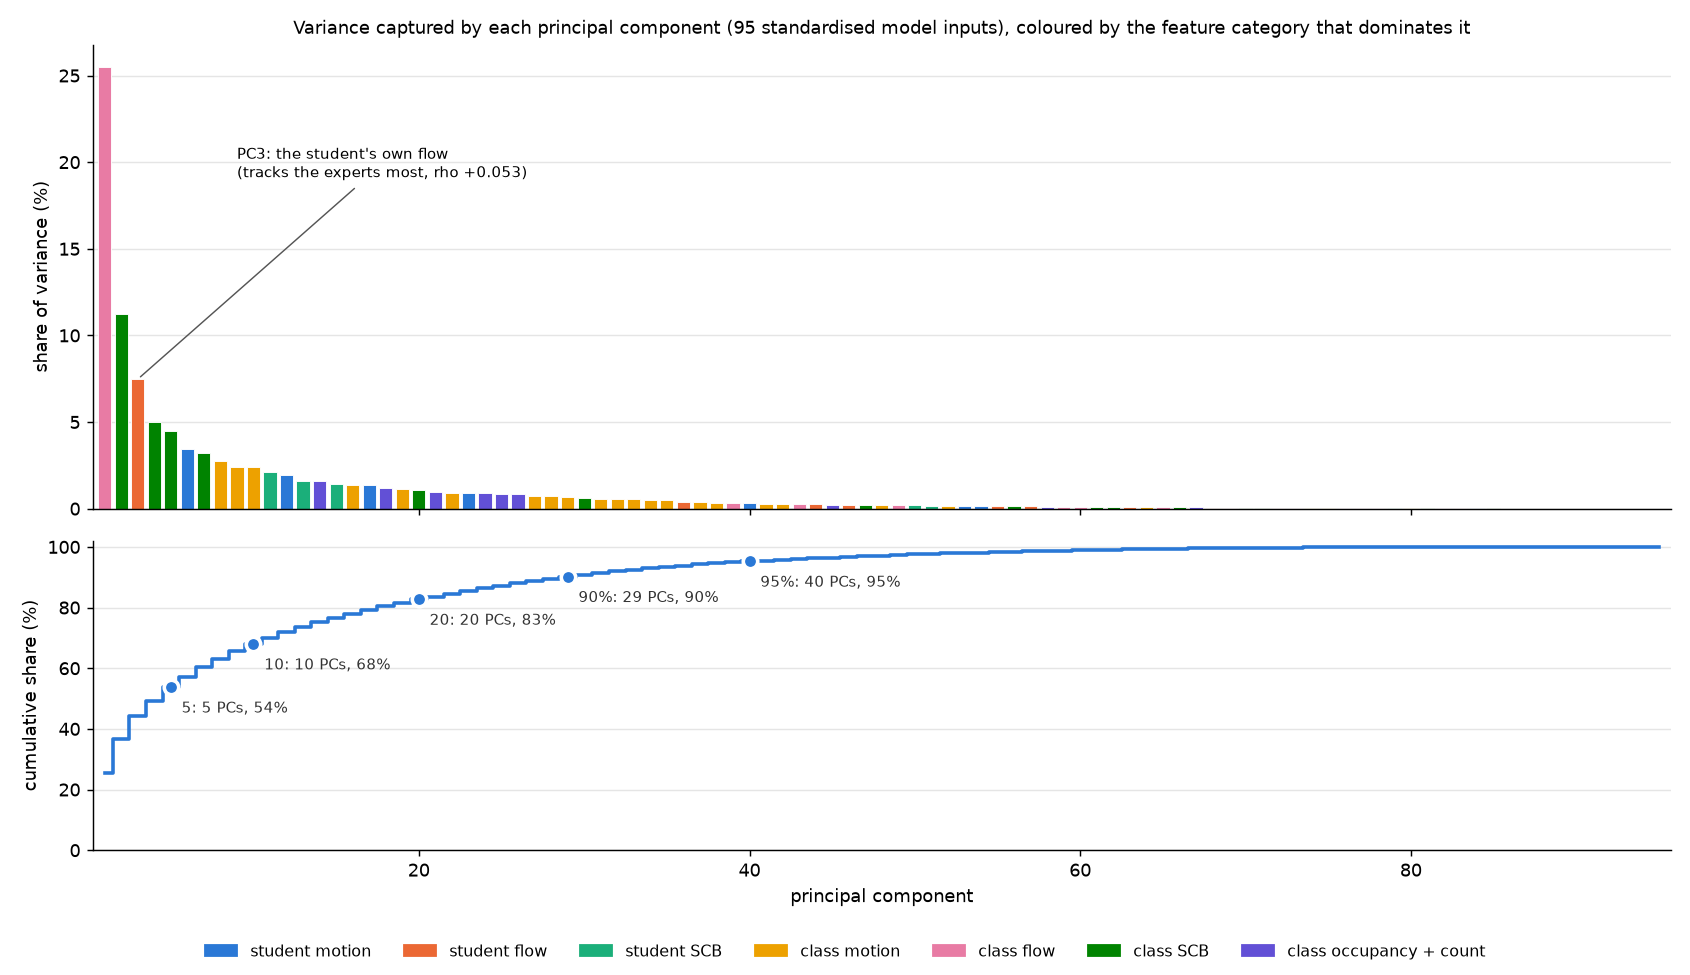 Variance captured by each principal component (95 standardised model inputs), coloured by the feature category that dominates it
share of variance (%)
25
20
15
10
5
0
PC3: the student's own flow
(tracks the experts most, rho +0.053)
cumulative share (%)
100
80
60
40
20
0
5: 5 PCs, 54%
10: 10 PCs, 68%
20: 20 PCs, 83%
90%: 29 PCs, 90%
95%: 40 PCs, 95%
20
40
60
80
principal component
student motion
student flow
student SCB
class motion
class flow
class SCB
class occupancy + count